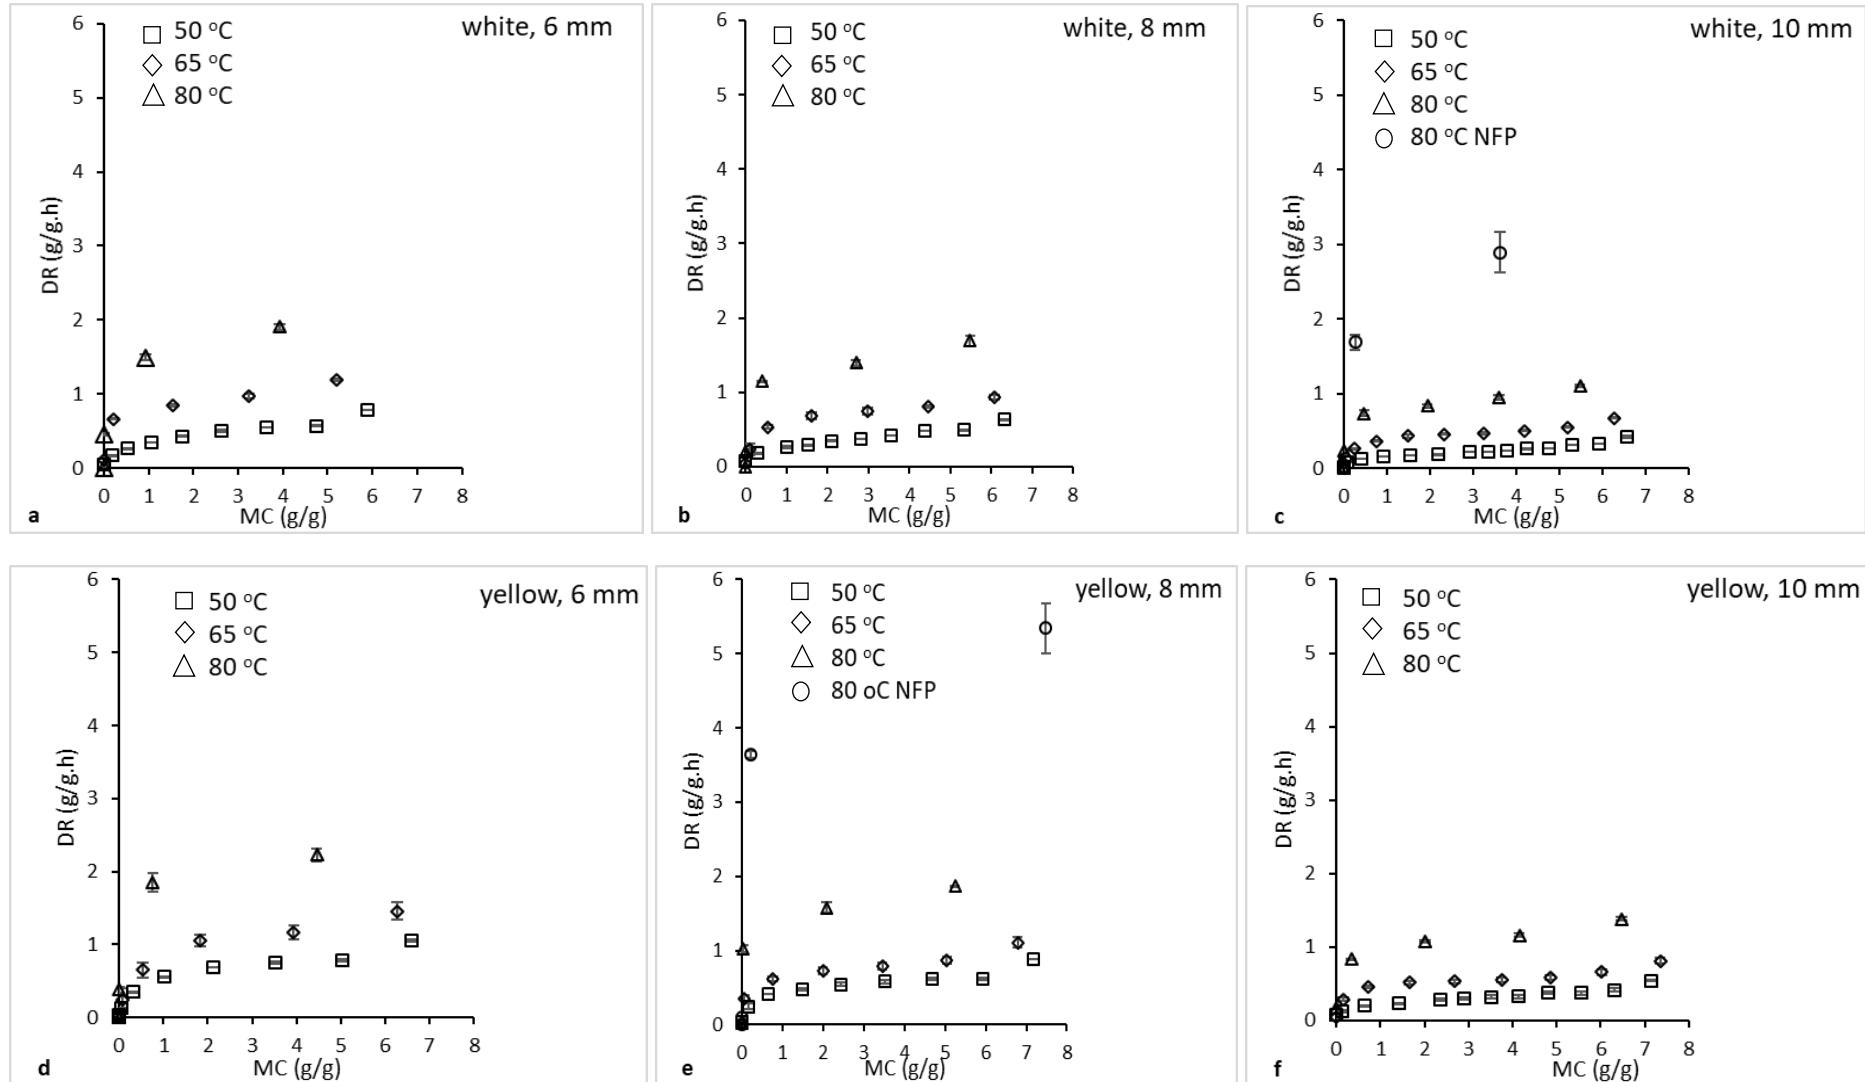 white, 6 mm
50 °C
65 °C
80 °C
6
5
4
3
2
1
0
DR (g/g.h)
0 1 2 3 4 5 6 7 8
MC (g/g)
a
white, 8 mm
50 °C
65 °C
80 °C
6
5
4
3
2
1
0
DR (g/g.h)
0 1 2 3 4 5 6 7 8
MC (g/g)
b
white, 10 mm
50 °C
65 °C
80 °C
80 °C NFP
6
5
4
3
2
1
0
DR (g/g.h)
0 1 2 3 4 5 6 7 8
MC (g/g)
c
yellow, 6 mm
50 °C
65 °C
80 °C
6
5
4
3
2
1
0
DR (g/g.h)
0 1 2 3 4 5 6 7 8
MC (g/g)
d
yellow, 8 mm
50 °C
65 °C
80 °C
80 oC NFP
6
5
4
3
2
1
0
DR (g/g.h)
0 1 2 3 4 5 6 7 8
MC (g/g)
e
yellow, 10 mm
50 °C
65 °C
80 °C
6
5
4
3
2
1
0
DR (g/g.h)
0 1 2 3 4 5 6 7 8
MC (g/g)
f